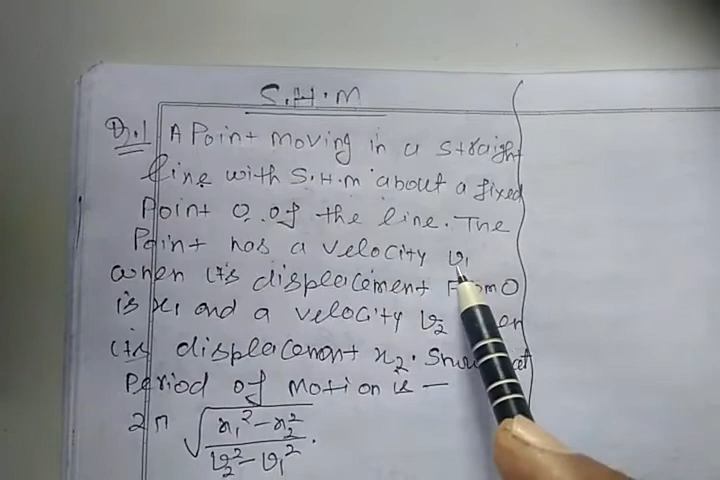 S.H.M
Q.1 A Point moving in a straight
line with S.H.M about a fixed
Point O of the line. The
Point has a velocity v₁
when its displacement From O
is x₁ and a velocity v₂
its displacement x₂.
Period of Motion is —
2π √((x₁² - x₂²)/(v₂² - v₁²)).